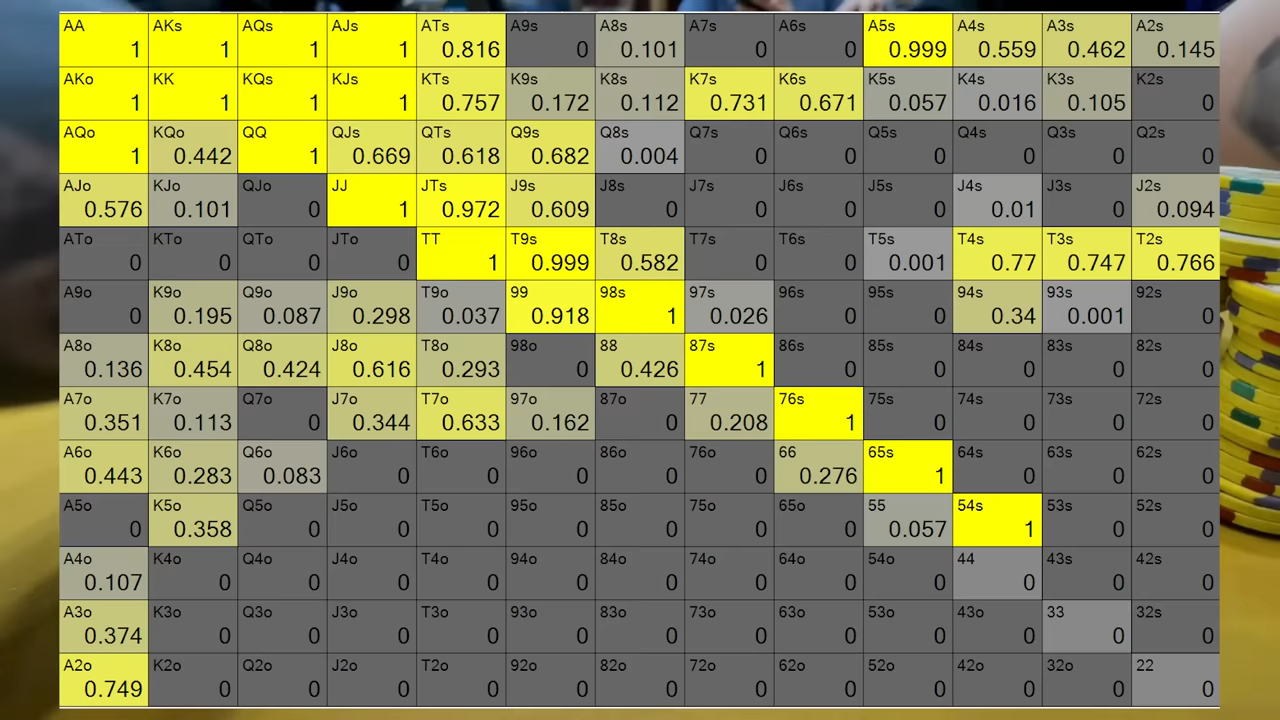 AA AKs AQs AJs ATs A9s A8s A7s A6s A5s A4s A3s A2s
1 1 1 1 0.816 0 0.101 0 0 0.999 0.559 0.462 0.145
AKo KK KQs KJs KTs K9s K8s K7s K6s K5s K4s K3s K2s
1 1 1 1 0.757 0.172 0.112 0.731 0.671 0.057 0.016 0.105 0
AQo KQo QQ QJs QTs Q9s Q8s Q7s Q6s Q5s Q4s Q3s Q2s
1 0.442 1 0.669 0.618 0.682 0.004 0 0 0 0 0 0
AJo KJo QJo JJ JTs J9s J8s J7s J6s J5s J4s J3s J2s
0.576 0.101 0 1 0.972 0.609 0 0 0 0 0.01 0 0.094
ATo KTo QTo JTo TT T9s T8s T7s T6s T5s T4s T3s T2s
0 0 0 0 1 0.999 0.582 0 0 0.001 0.77 0.747 0.766
A9o K9o Q9o J9o T9o 99 98s 97s 96s 95s 94s 93s 92s
0 0.195 0.087 0.298 0.037 0.918 1 0.026 0 0 0.34 0.001 0
A8o K8o Q8o J8o T8o 98o 88 87s 86s 85s 84s 83s 82s
0.136 0.454 0.424 0.616 0.293 0 0.426 1 0 0 0 0 0
A7o K7o Q7o J7o T7o 97o 87o 77 76s 75s 74s 73s 72s
0.351 0.113 0 0.344 0.633 0.162 0 0.208 1 0 0 0 0
A6o K6o Q6o J6o T6o 96o 86o 76o 66 65s 64s 63s 62s
0.443 0.283 0.083 0 0 0 0 0 0.276 1 0 0 0
A5o K5o Q5o J5o T5o 95o 85o 75o 65o 55 54s 53s 52s
0 0.358 0 0 0 0 0 0 0 0.057 1 0 0
A4o K4o Q4o J4o T4o 94o 84o 74o 64o 54o 44 43s 42s
0.107 0 0 0 0 0 0 0 0 0 0 0 0
A3o K3o Q3o J3o T3o 93o 83o 73o 63o 53o 43o 33 32s
0.374 0 0 0 0 0 0 0 0 0 0 0 0
A2o K2o Q2o J2o T2o 92o 82o 72o 62o 52o 42o 32o 22
0.749 0 0 0 0 0 0 0 0 0 0 0 0